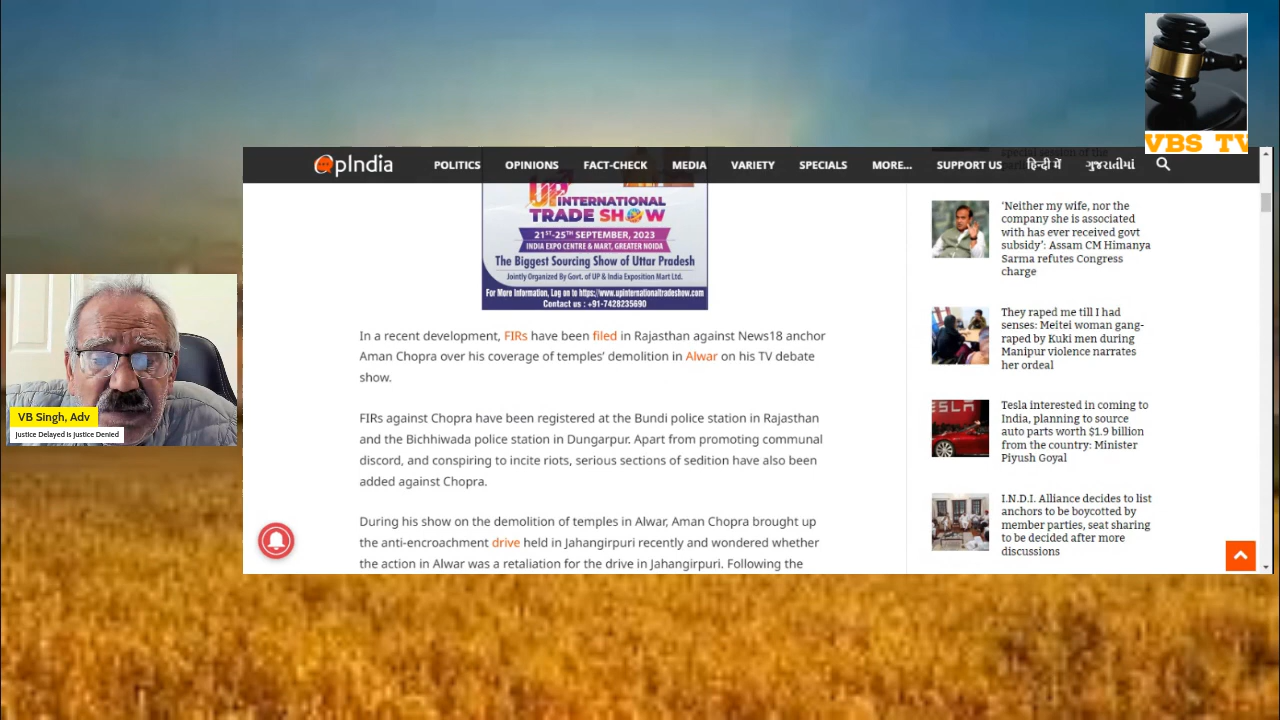 VBS TV
OpIndia
POLITICS
OPINIONS
FACT-CHECK
MEDIA
VARIETY
SPECIALS
MORE...
SUPPORT US
हिन्दी में
ગુજરાતીમાં
UP INTERNATIONAL
TRADE SHOW
21ST-25TH SEPTEMBER, 2023
INDIA EXPO CENTRE & MART, GREATER NOIDA
The Biggest Sourcing Show of Uttar Pradesh
Jointly Organized By Govt. of UP & India Exposition Mart Ltd.
For More Information, Log on to https://www.upinternationaltradeshow.com
Contact us : +91-7428235690
In a recent development, FIRs have been filed in Rajasthan against News18 anchor
Aman Chopra over his coverage of temples’ demolition in Alwar on his TV debate
show.
FIRs against Chopra have been registered at the Bundi police station in Rajasthan
and the Bichhiwada police station in Dungarpur. Apart from promoting communal
discord, and conspiring to incite riots, serious sections of sedition have also been
added against Chopra.
During his show on the demolition of temples in Alwar, Aman Chopra brought up
the anti-encroachment drive held in Jahangirpuri recently and wondered whether
the action in Alwar was a retaliation for the drive in Jahangirpuri. Following the
‘Neither my wife, nor the
company she is associated
with has ever received govt
subsidy’: Assam CM Himanya
Sarma refutes Congress
charge
They raped me till I had
senses: Meitei woman gang-
raped by Kuki men during
Manipur violence narrates
her ordeal
TESLA
Tesla interested in coming to
India, planning to source
auto parts worth $1.9 billion
from the country: Minister
Piyush Goyal
I.N.D.I. Alliance decides to list
anchors to be boycotted by
member parties, seat sharing
to be decided after more
discussions
VB Singh, Adv
Justice Delayed is Justice Denied